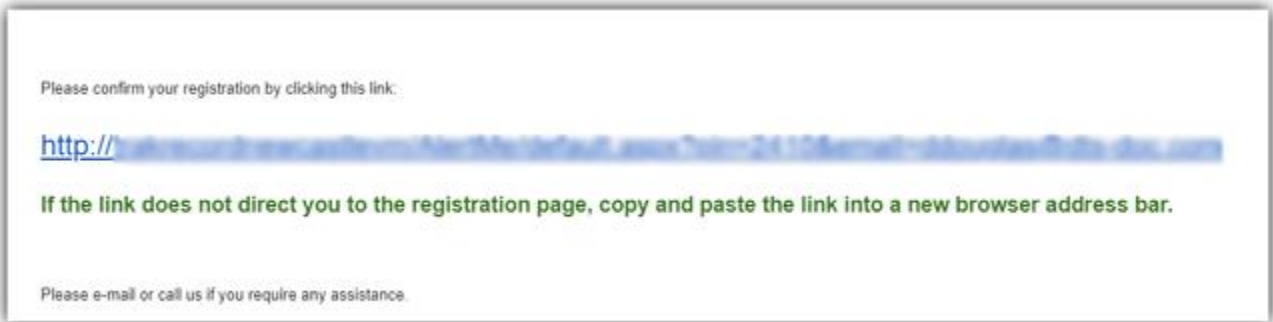 Please confirm your registration by clicking this link:
http://
If the link does not direct you to the registration page, copy and paste the link into a new browser address bar.
Please e-mail or call us if you require any assistance.